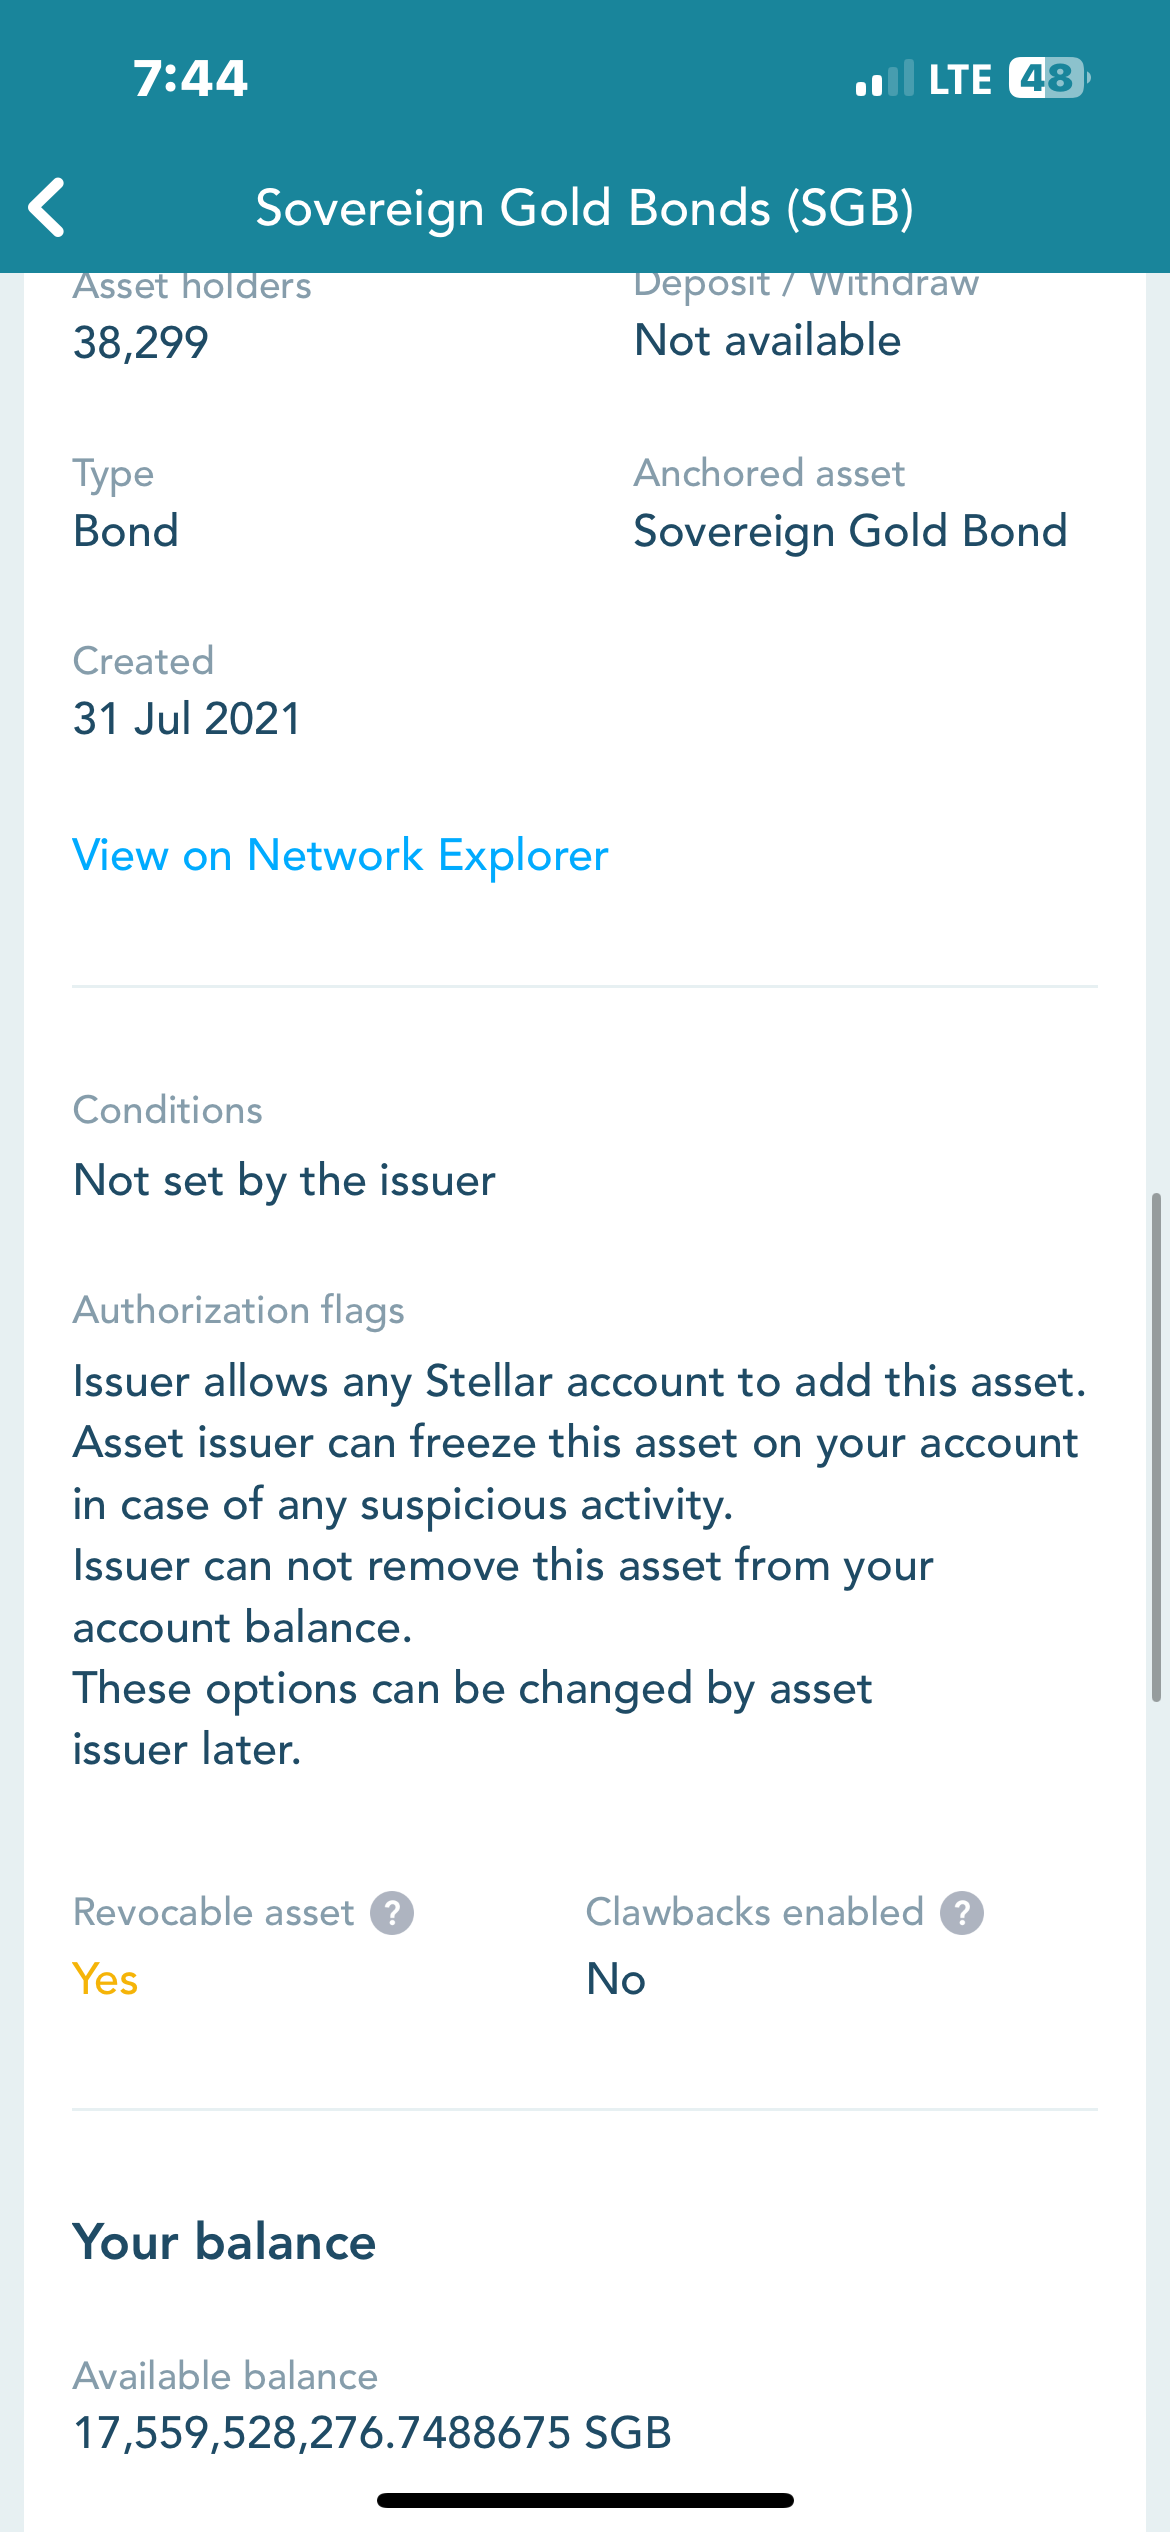 7:44
LTE 48
Sovereign Gold Bonds (SGB)
Asset holders
Deposit / Withdraw
38,299
Not available
Type
Anchored asset
Bond
Sovereign Gold Bond
Created
31 Jul 2021
View on Network Explorer
Conditions
Not set by the issuer
Authorization flags
Issuer allows any Stellar account to add this asset.
Asset issuer can freeze this asset on your account
in case of any suspicious activity.
Issuer can not remove this asset from your
account balance.
These options can be changed by asset
issuer later.
Revocable asset ?
Clawbacks enabled ?
Yes
No
Your balance
Available balance
17,559,528,276.7488675 SGB